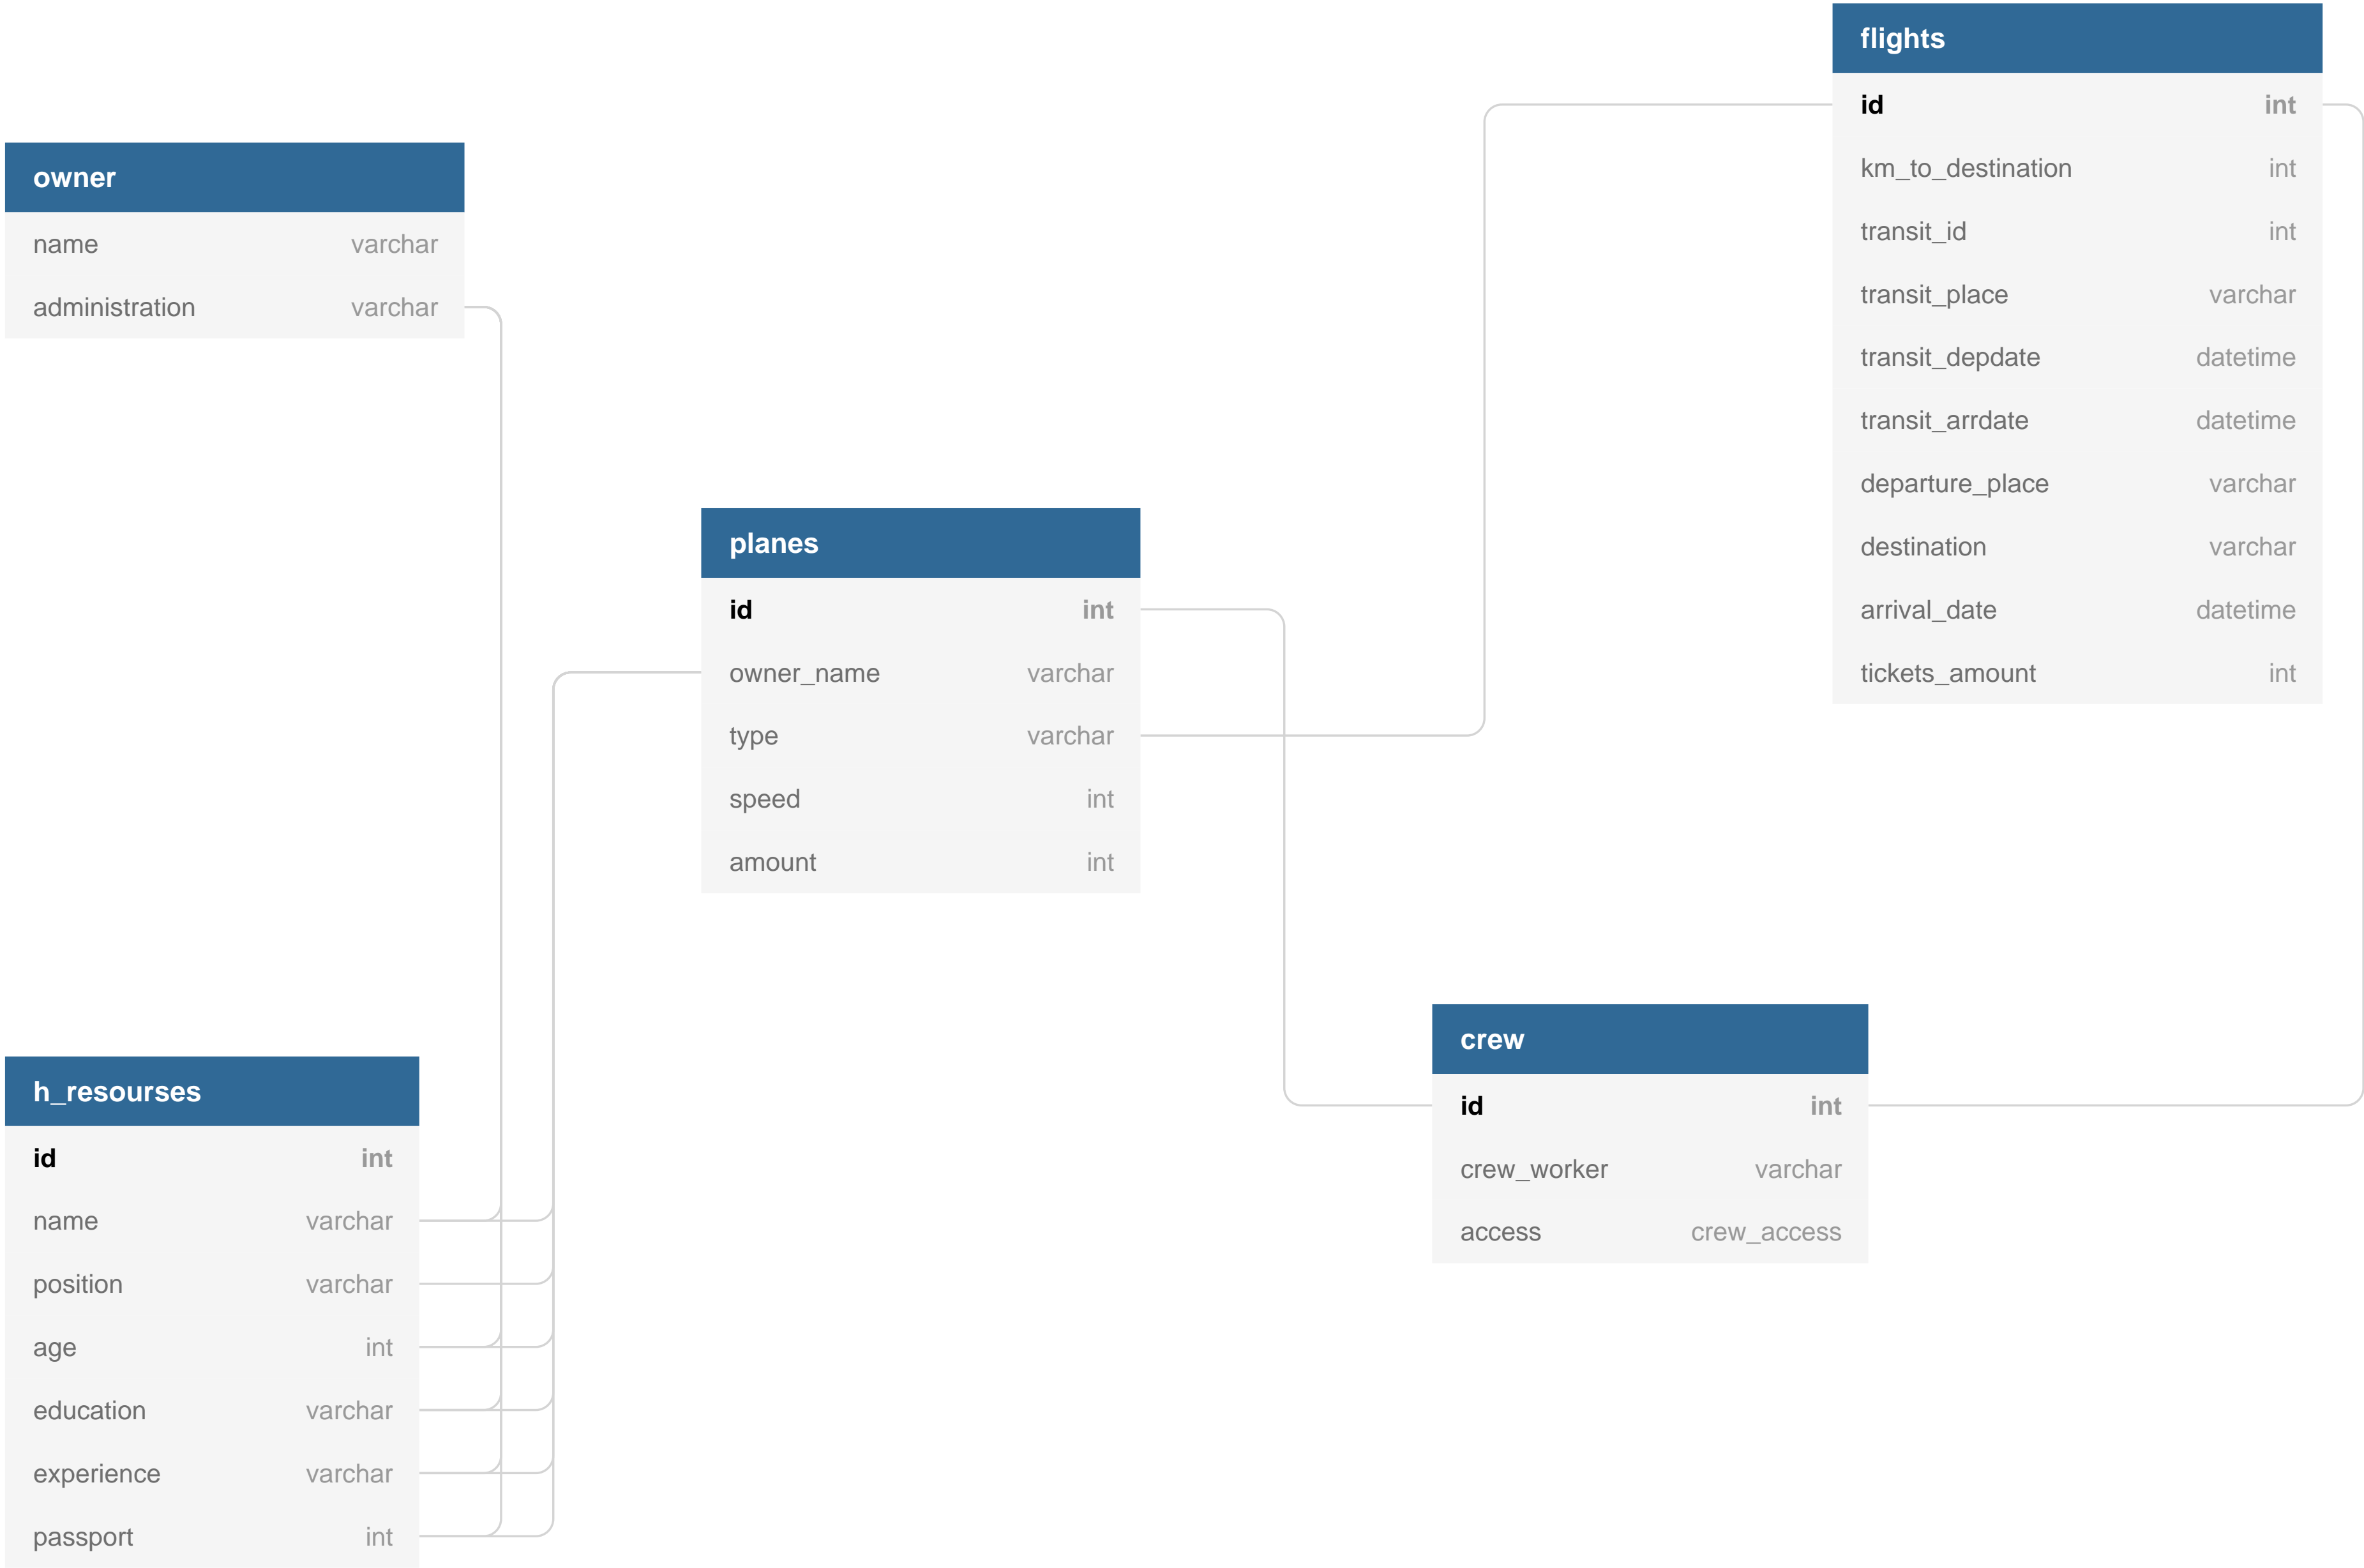 flights
id int
km_to_destination int
transit_id int
transit_place varchar
transit_depdate datetime
transit_arrdate datetime
departure_place varchar
destination varchar
arrival_date datetime
tickets_amount int
owner
name varchar
administration varchar
planes
id int
owner_name varchar
type varchar
speed int
amount int
crew
id int
crew_worker varchar
access crew_access
h_resourses
id int
name varchar
position varchar
age int
education varchar
experience varchar
passport int